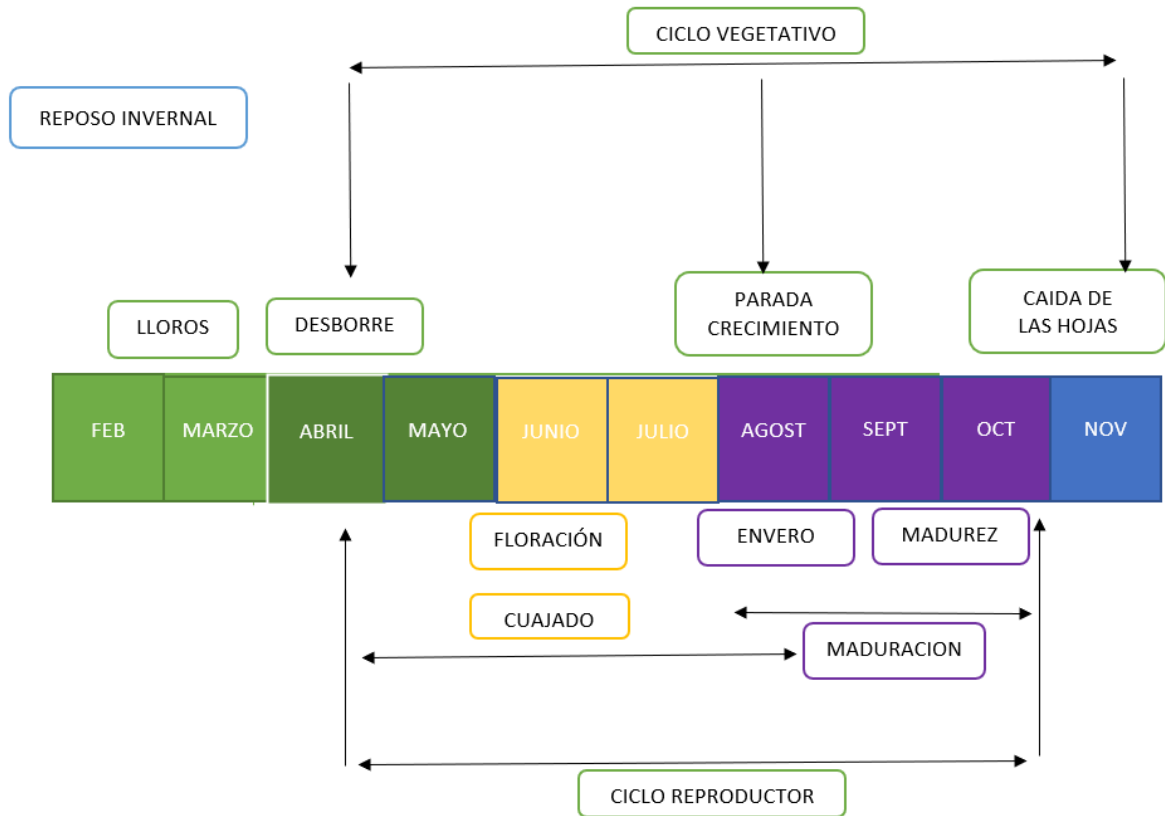 CICLO VEGETATIVO
REPOSO INVERNAL
LLOROS
DESBORRE
PARADA
CRECIMIENTO
CAIDA DE
LAS HOJAS
FEB
MARZO
ABRIL
MAYO
JUNIO
JULIO
AGOST
SEPT
OCT
NOV
FLORACIÓN
ENVERO
MADUREZ
CUAJADO
MADURACION
CICLO REPRODUCTOR